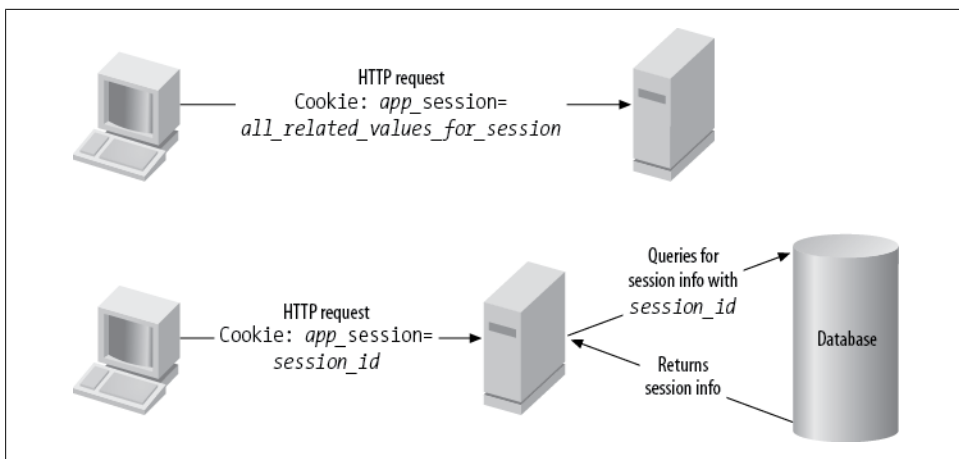 HTTP request
Cookie: app_session=
all_related_values_for_session
HTTP request
Cookie: app_session=
session_id
Queries for
session info with
session_id
Returns
session info
Database